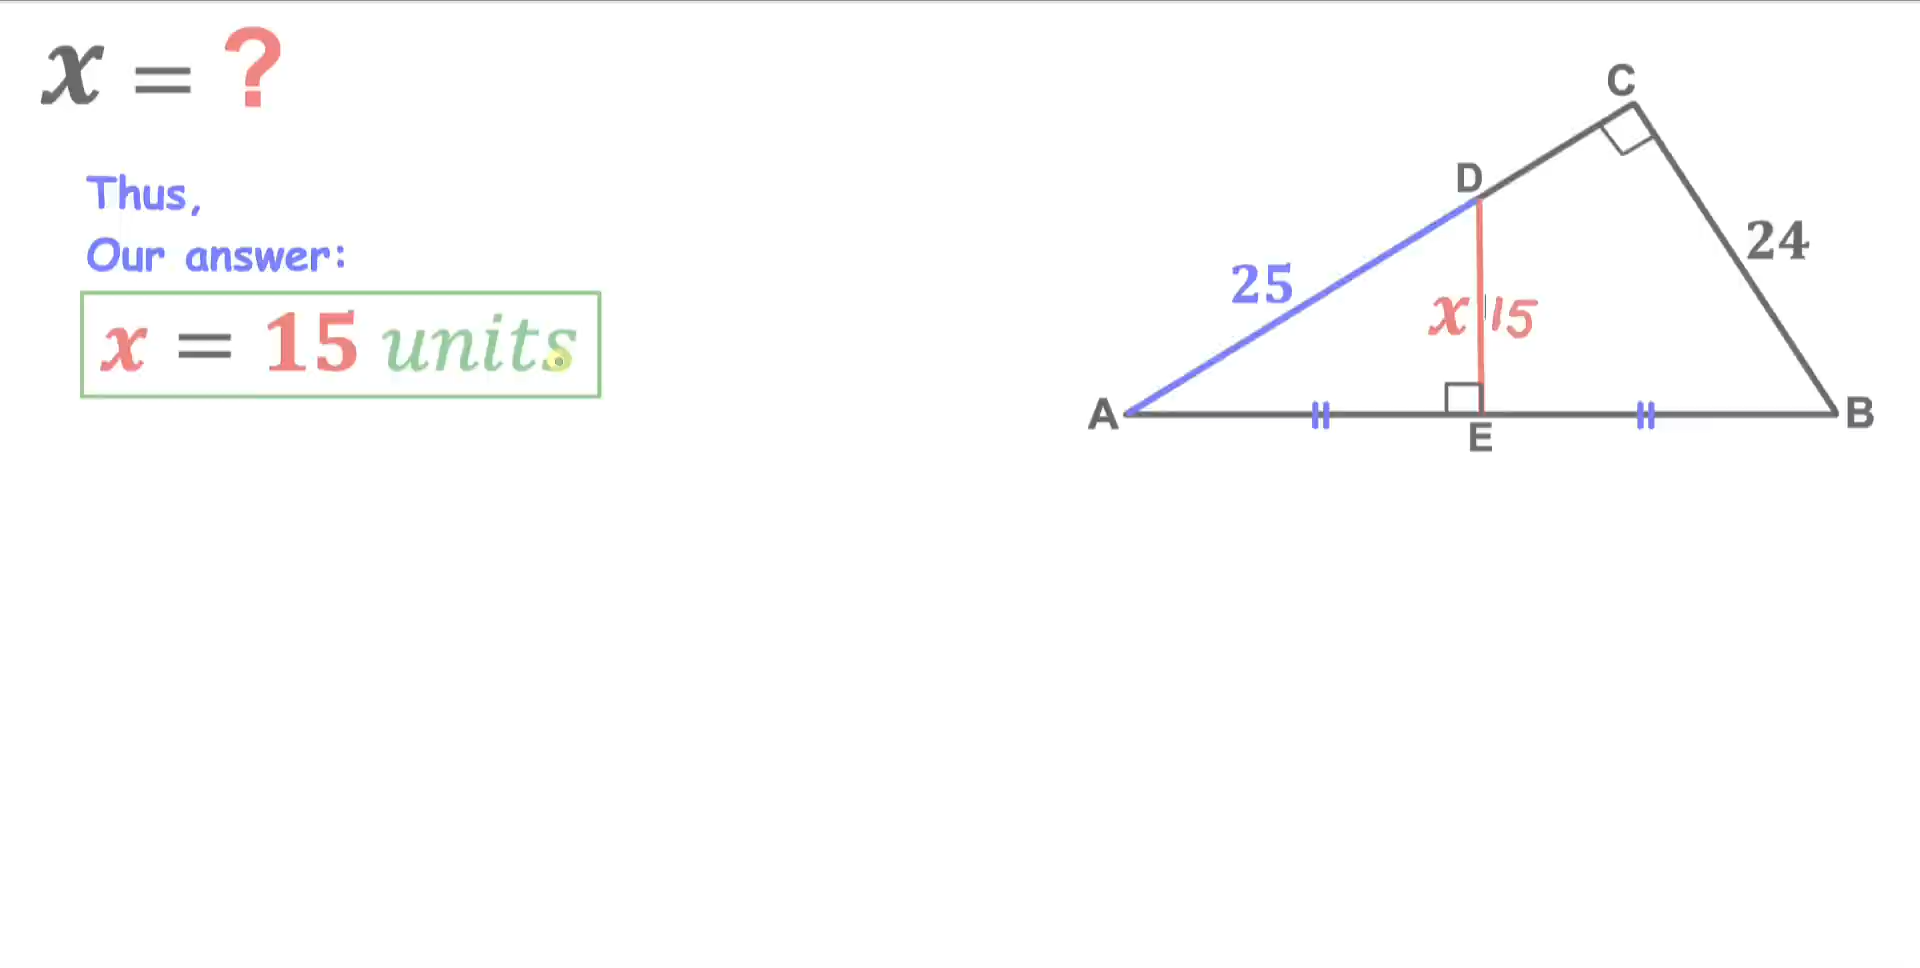 x = ?
Thus,
Our answer:
x = 15 units
C
D
24
25
x 15
A
E
B